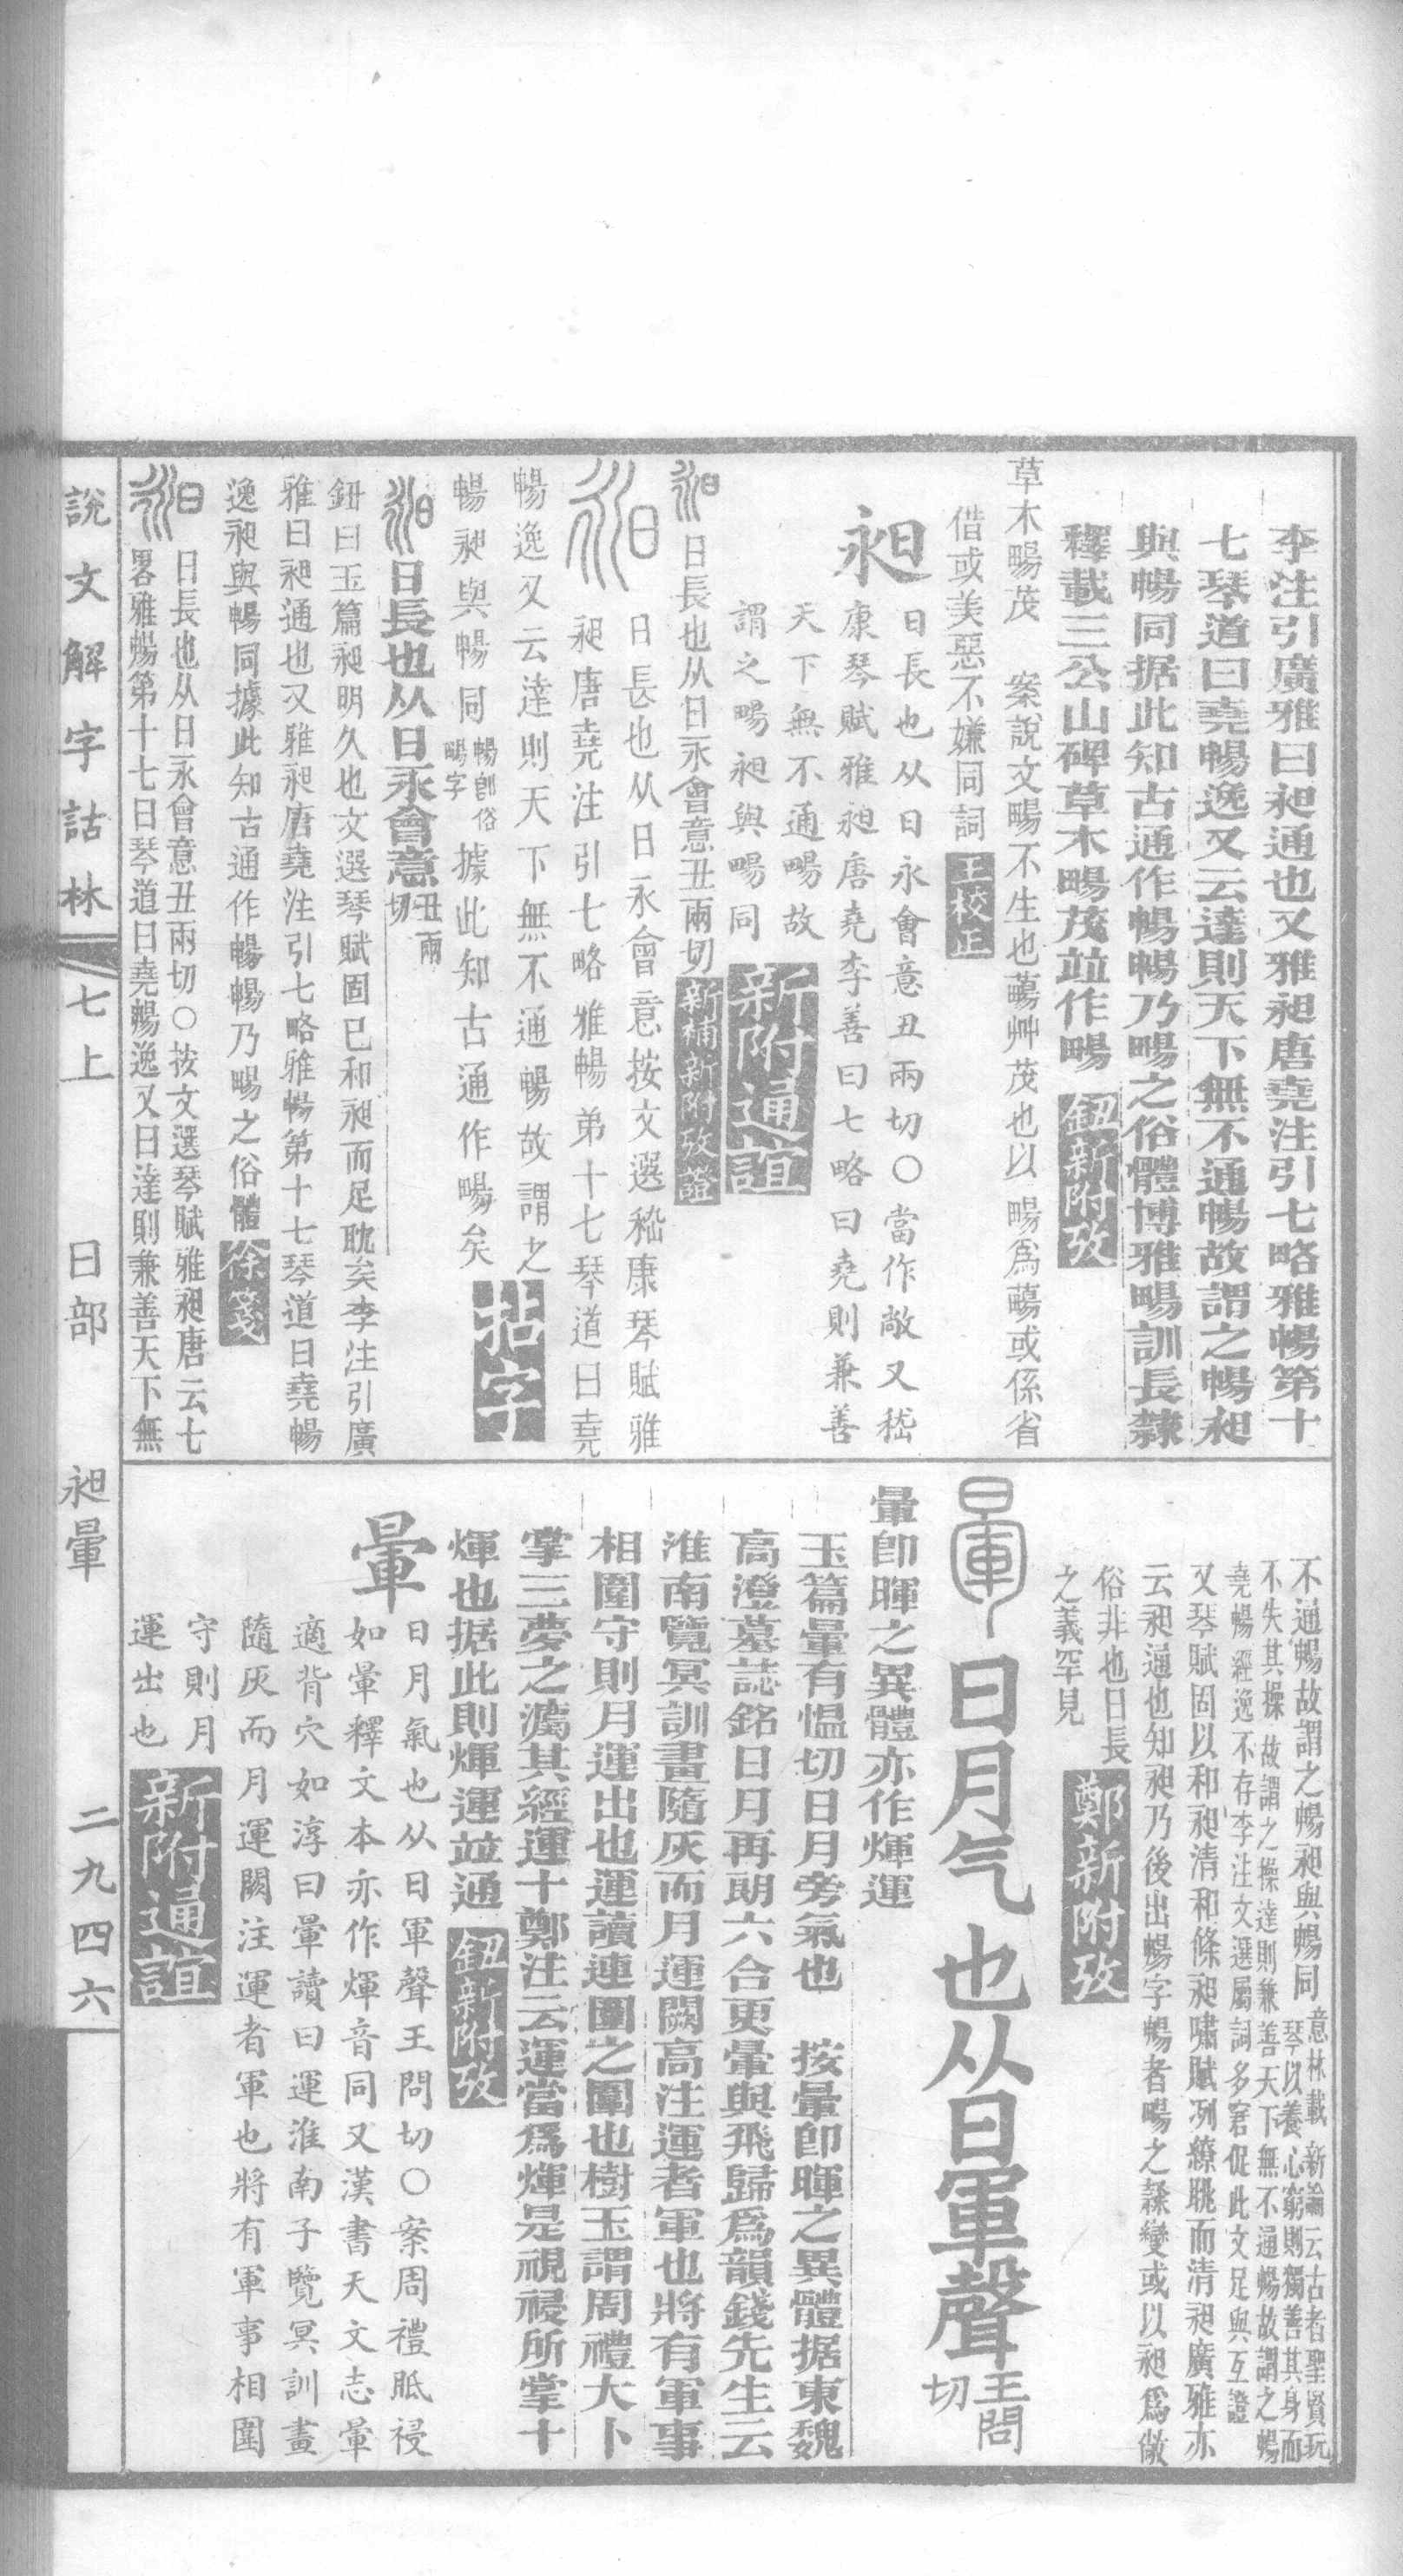 李注引廣雅曰昶通也又雅昶唐堯注引七略雅暢第十
七琴道曰堯暢逸又云達則天下無不通暢故謂之暢昶
與暢同据此知古通作暢暢乃畼之俗體博雅畼訓長隸
釋載三公山碑草木畼茂竝作畼 鈕新附攷
草木畼茂 案說文畼不生也䔥艸茂也以畼爲䔥或係省
借或美惡不嫌同詞 王校正
昶 日長也从日永會意丑兩切〇當作敞又嵇
康琴賦雅昶唐堯李善曰七略曰堯則兼善
天下無不通畼故
謂之畼昶與畼同 新附通誼
昶 日長也从日永會意丑兩切 新補新附攷證
昶 日長也从日永會意按文選嵇康琴賦雅
昶唐堯注引七略雅暢弟十七琴道曰堯
暢逸又云達則天下無不通暢故謂之
暢昶與暢同 暢卽俗畼字 據此知古通作畼矣 拈字
昶 日長也从日永會意 丑兩切
鈕曰玉篇昶明久也文選琴賦固已和昶而足耽矣李注引廣
雅曰昶通也又雅昶唐堯注引七略雅暢第十七琴道曰堯暢
逸昶與暢同據此知古通作暢暢乃畼之俗體 徐箋
昶 日長也从日永會意丑兩切〇按文選琴賦雅昶唐云七
畧雅暢第十七曰琴道曰堯暢逸又曰達則兼善天下無
不通暢故謂之暢昶與暢同 意林載新論云古者聖賢玩
琴以養心窮則獨善其身而
不失其操故謂之操達則兼善天下無不通暢故謂之暢
堯暢經逸不存李注文選屬詞多窘促此文足與互證
又琴賦固以和昶清和條昶嘯賦冽繚眺而清昶廣雅亦
云昶通也知昶乃後出暢字暢者畼之隸變或以昶爲敞
俗非也日長
之義罕見 鄭新附攷
暈 日月气也从日軍聲 王問切
暈卽暉之異體亦作煇運
玉篇暈有愠切日月旁氣也 按暈卽暉之異體据東魏
高澄墓誌銘日月再朗六合更暈與飛歸爲韻錢先生云
淮南覽冥訓畫隨灰而月運闕高注運者軍也將有軍事
相圍守則月運出也運讀連圍之圍也樹玉謂周禮大卜
掌三夢之灋其經運十鄭注云運當爲煇是視祲所掌十
煇也据此則煇運竝通 鈕新附攷
暈 日月氣也从日軍聲王問切〇案周禮眡祲
如暈釋文本亦作煇音同又漢書天文志暈
適背穴如淳曰暈讀曰運淮南子覽冥訓畫
隨灰而月運闕注運者軍也將有軍事相圍
守則月
運出也 新附通誼
說文解字詁林 七上 日部 昶暈 二九四六